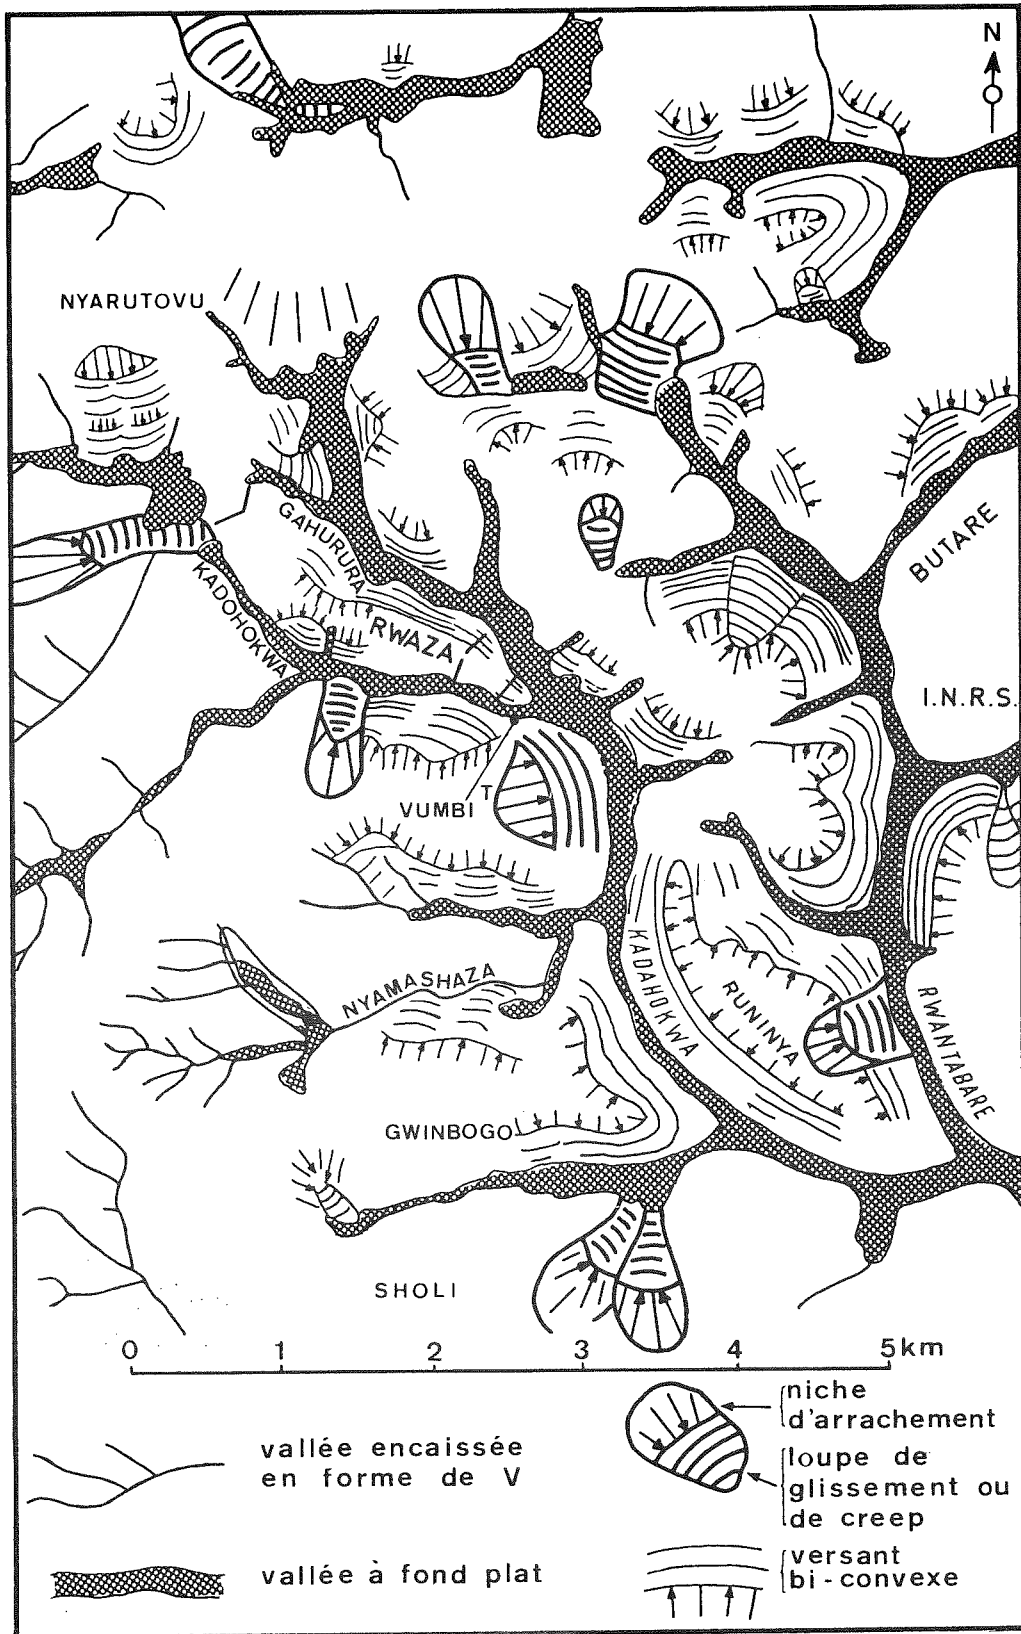 N
NYARUTOVU
GAHURURA
BUTARE
KADOHOKWA
RWAZA
I.N.R.S.
T
VUMBI
KADAHOKWA
NYAMASHAZA
RUNINYA
RWANTABARE
GWINBOGO
SHOLI
0 1 2 3 4 5km
niche
d'arrachement
vallée encaissée
en forme de V
loupe de
glissement ou
de creep
vallée à fond plat
versant
bi-convexe